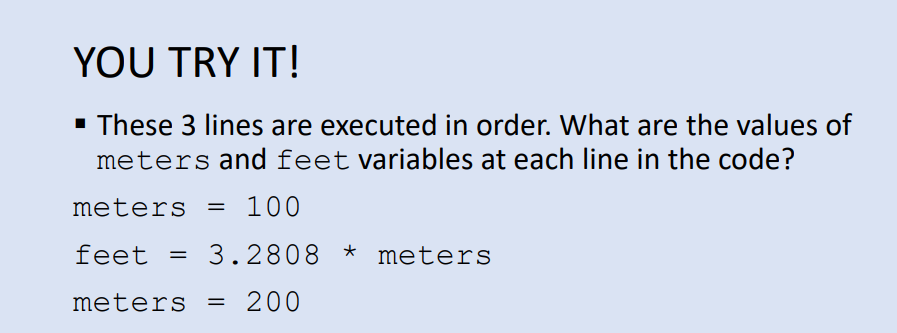 YOU TRY IT!
▪ These 3 lines are executed in order. What are the values of
meters and feet variables at each line in the code?
meters = 100
feet = 3.2808 * meters
meters = 200